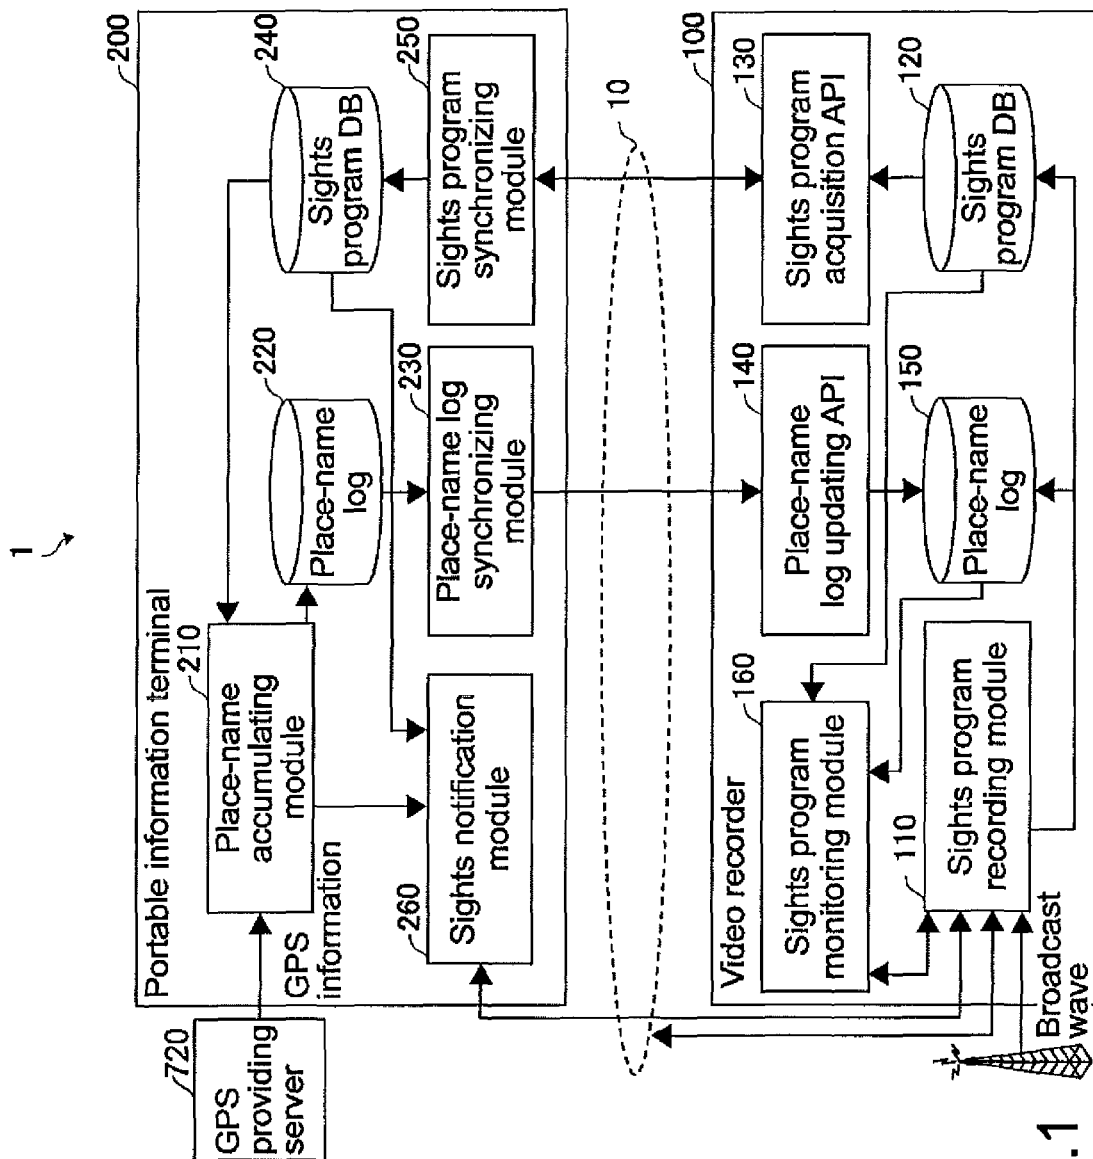 1
200
Portable information terminal
720
GPS
providing
server
GPS
information
210
Place-name
accumulating
module
220
Place-name
log
240
Sights
program DB
260
Sights notification
module
230
Place-name log
synchronizing
module
250
Sights program
synchronizing
module
10
100
Video recorder
160
Sights program
monitoring module
140
Place-name
log updating API
130
Sights program
acquisition API
110
Sights program
recording module
150
Place-name
log
120
Sights
program DB
Broadcast
wave
.1